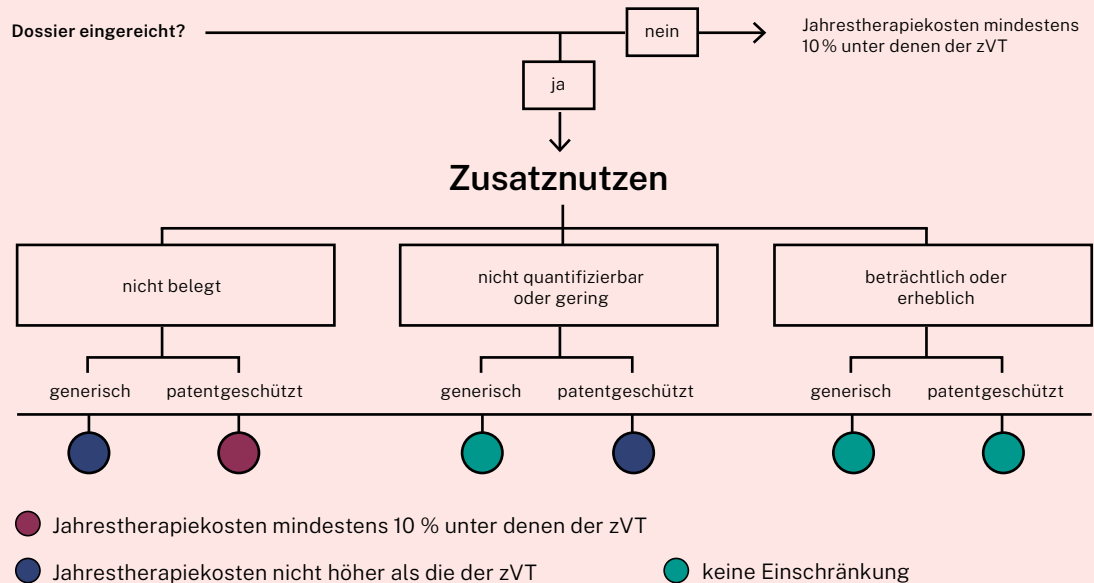 Dossier eingereicht?
nein
Jahrestherapiekosten mindestens
10 % unter denen der zVT
ja
Zusatznutzen
nicht belegt
nicht quantifizierbar
oder gering
beträchtlich oder
erheblich
generisch
patentgeschützt
generisch
patentgeschützt
generisch
patentgeschützt
Jahrestherapiekosten mindestens 10 % unter denen der zVT
Jahrestherapiekosten nicht höher als die der zVT
keine Einschränkung